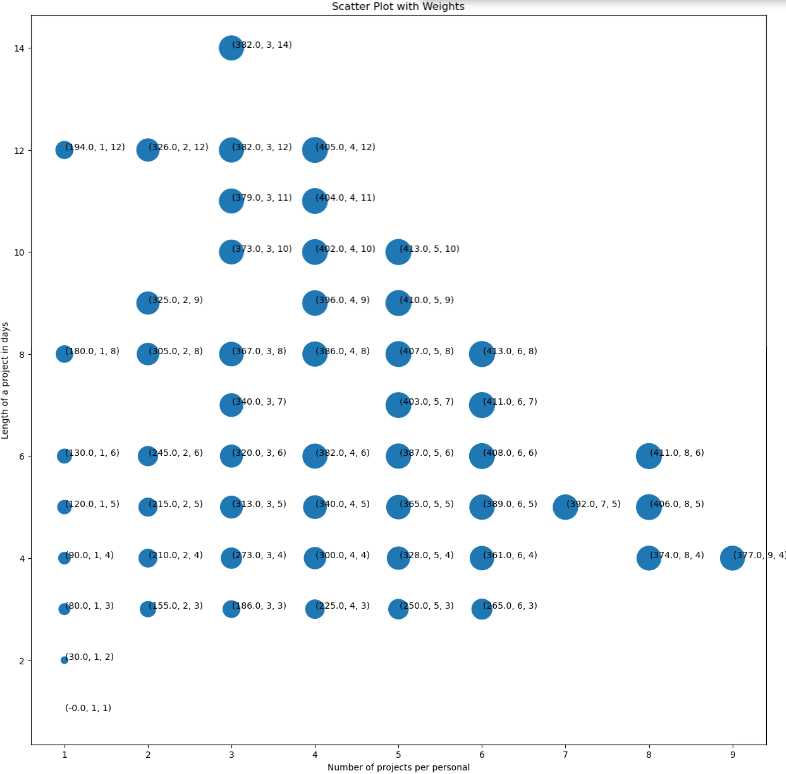 Scatter Plot with Weights
14
(382.0, 3, 14)
12
(194.0, 1, 12) (326.0, 2, 12) (382.0, 3, 12) (405.0, 4, 12)
(379.0, 3, 11) (404.0, 4, 11)
10
(373.0, 3, 10) (402.0, 4, 10) (413.0, 5, 10)
(325.0, 2, 9) (396.0, 4, 9) (410.0, 5, 9)
8
(180.0, 1, 8) (305.0, 2, 8) (367.0, 3, 8) (386.0, 4, 8) (407.0, 5, 8) (413.0, 6, 8)
(340.0, 3, 7) (403.0, 5, 7) (411.0, 6, 7)
6
(130.0, 1, 6) (245.0, 2, 6) (320.0, 3, 6) (382.0, 4, 6) (387.0, 5, 6) (408.0, 6, 6) (411.0, 8, 6)
(120.0, 1, 5) (215.0, 2, 5) (313.0, 3, 5) (340.0, 4, 5) (365.0, 5, 5) (389.0, 6, 5) (392.0, 7, 5) (406.0, 8, 5)
4
(90.0, 1, 4) (210.0, 2, 4) (273.0, 3, 4) (300.0, 4, 4) (328.0, 5, 4) (361.0, 6, 4) (374.0, 8, 4) (377.0, 9, 4)
(80.0, 1, 3) (155.0, 2, 3) (186.0, 3, 3) (225.0, 4, 3) (250.0, 5, 3) (265.0, 6, 3)
2
(30.0, 1, 2)
(-0.0, 1, 1)
Length of a project in days
1 2 3 4 5 6 7 8 9
Number of projects per personal